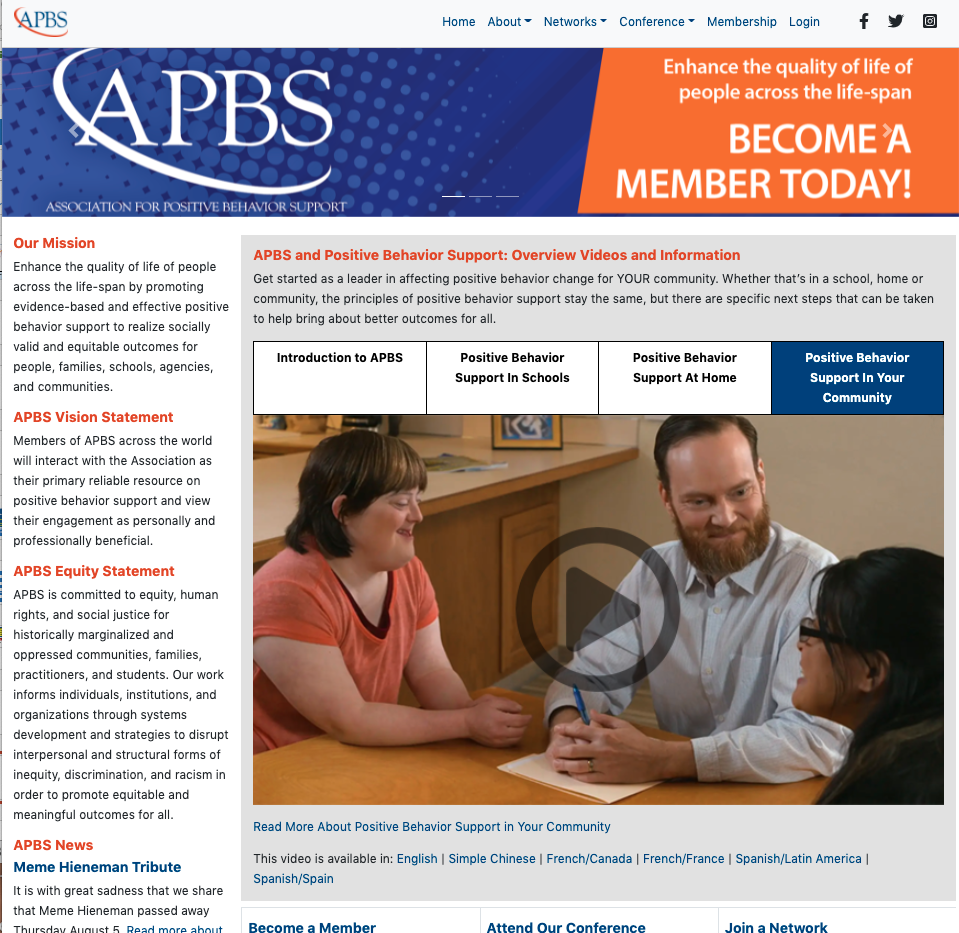 APBS
Home About Networks Conference Membership Login
APBS
ASSOCIATION FOR POSITIVE BEHAVIOR SUPPORT
Enhance the quality of life of
people across the life-span
BECOME A
MEMBER TODAY!
Our Mission
Enhance the quality of life of people
across the life-span by promoting
evidence-based and effective positive
behavior support to realize socially
valid and equitable outcomes for
people, families, schools, agencies,
and communities.
APBS Vision Statement
Members of APBS across the world
will interact with the Association as
their primary reliable resource on
positive behavior support and view
their engagement as personally and
professionally beneficial.
APBS Equity Statement
APBS is committed to equity, human
rights, and social justice for
historically marginalized and
oppressed communities, families,
practitioners, and students. Our work
informs individuals, institutions, and
organizations through systems
development and strategies to disrupt
interpersonal and structural forms of
inequity, discrimination, and racism in
order to promote equitable and
meaningful outcomes for all.
APBS News
Meme Hieneman Tribute
It is with great sadness that we share
that Meme Hieneman passed away
Thursday August 5. Read more about
APBS and Positive Behavior Support: Overview Videos and Information
Get started as a leader in affecting positive behavior change for YOUR community. Whether that's in a school, home or
community, the principles of positive behavior support stay the same, but there are specific next steps that can be taken
to help bring about better outcomes for all.
Introduction to APBS
Positive Behavior
Support In Schools
Positive Behavior
Support At Home
Positive Behavior
Support In Your
Community
Read More About Positive Behavior Support in Your Community
This video is available in: English | Simple Chinese | French/Canada | French/France | Spanish/Latin America |
Spanish/Spain
Become a Member
Attend Our Conference
Join a Network